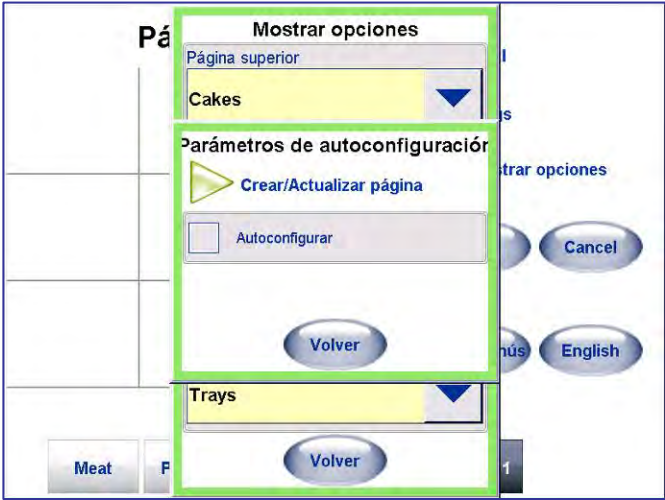 Pá
Mostrar opciones
Página superior
Cakes
Parámetros de autoconfiguración
Crear/Actualizar página
strar opciones
Autoconfigurar
Cancel
Volver
nús
English
Trays
Meat
P
Volver
1